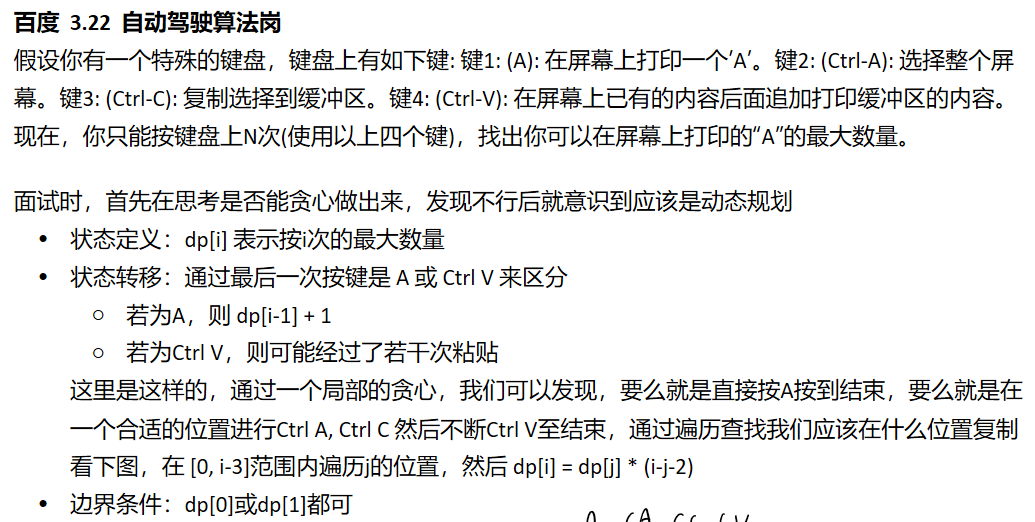 百度 3.22 自动驾驶算法岗
假设你有一个特殊的键盘，键盘上有如下键: 键1: (A): 在屏幕上打印一个'A'。键2: (Ctrl-A): 选择整个屏
幕。键3: (Ctrl-C): 复制选择到缓冲区。键4: (Ctrl-V): 在屏幕上已有的内容后面追加打印缓冲区的内容。
现在，你只能按键盘上N次(使用以上四个键)，找出你可以在屏幕上打印的“A”的最大数量。
面试时，首先在思考是否能贪心做出来，发现不行后就意识到应该是动态规划
• 状态定义：dp[i] 表示按i次的最大数量
• 状态转移：通过最后一次按键是 A 或 Ctrl V 来区分
○ 若为A，则 dp[i-1] + 1
○ 若为Ctrl V，则可能经过了若干次粘贴
这里是这样的，通过一个局部的贪心，我们可以发现，要么就是直接按A按到结束，要么就是在
一个合适的位置进行Ctrl A, Ctrl C 然后不断Ctrl V至结束，通过遍历查找我们应该在什么位置复制
看下图，在 [0, i-3]范围内遍历j的位置，然后 dp[i] = dp[j] * (i-j-2)
• 边界条件：dp[0]或dp[1]都可